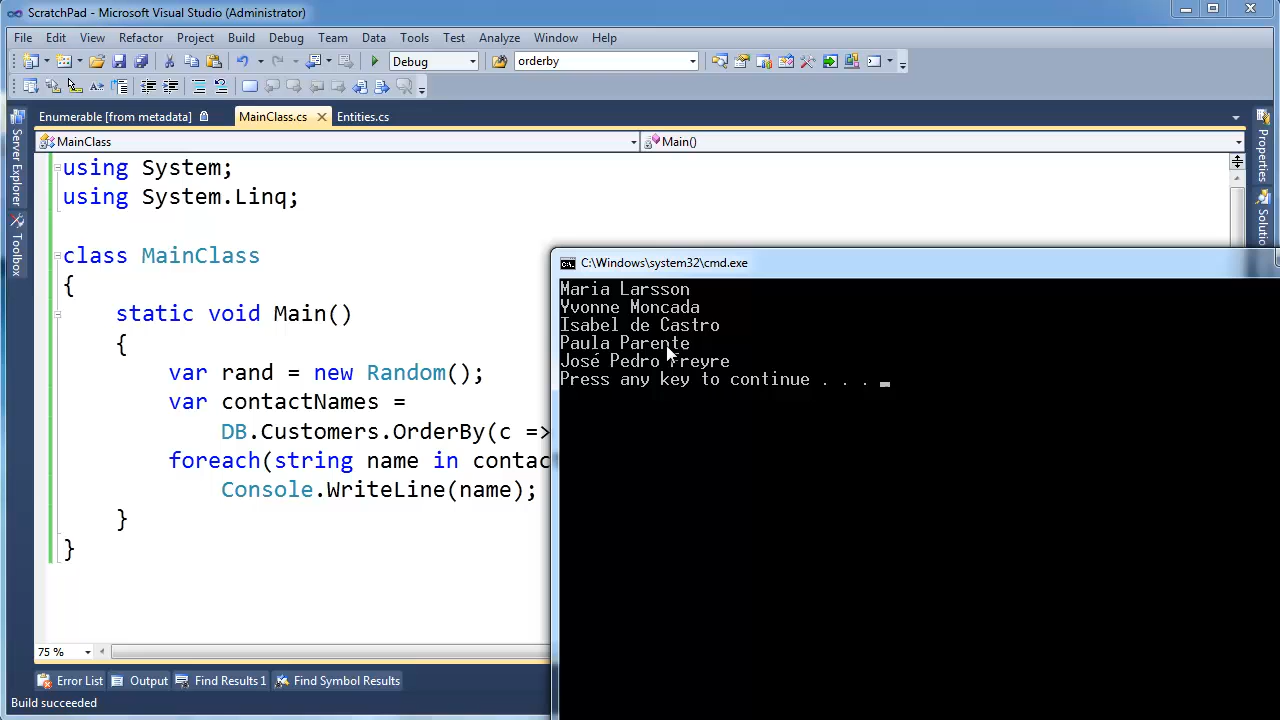 ScratchPad - Microsoft Visual Studio (Administrator)
File Edit View Refactor Project Build Debug Team Data Tools Test Analyze Window Help
Debug orderby
Enumerable [from metadata] MainClass.cs Entities.cs
MainClass Main()
Server Explorer
Toolbox
Properties
using System;
using System.Linq;
class MainClass
{
static void Main()
{
var rand = new Random();
var contactNames =
DB.Customers.OrderBy(c =>
foreach(string name in contac
Console.WriteLine(name);
}
}
C:\Windows\system32\cmd.exe
Maria Larsson
Yvonne Moncada
Isabel de Castro
Paula Parente
José Pedro Freyre
Press any key to continue . . .
75 %
Error List Output Find Results 1 Find Symbol Results
Build succeeded